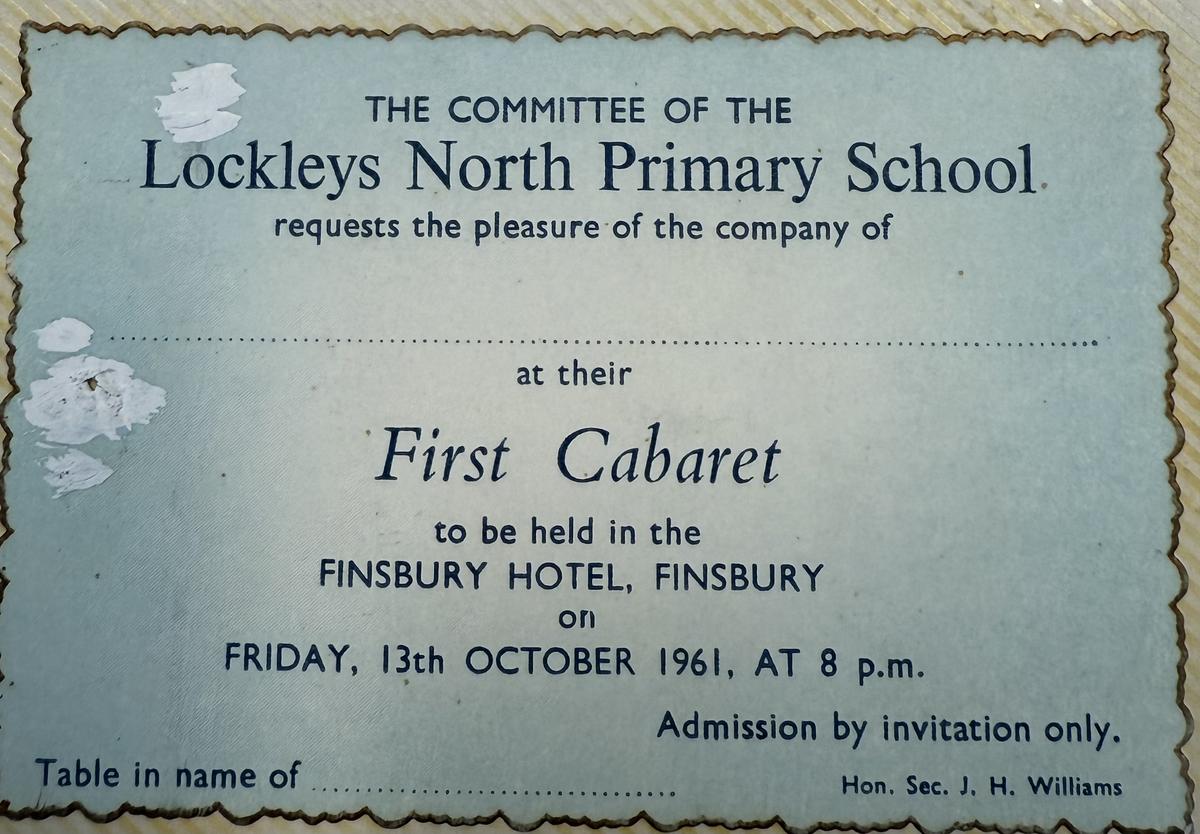 THE COMMITTEE OF THE
Lockleys North Primary School
requests the pleasure of the company of
................................................................
at their
First Cabaret
to be held in the
FINSBURY HOTEL, FINSBURY
on
FRIDAY, 13th OCTOBER 1961, AT 8 p.m.
Admission by invitation only.
Table in name of ....................................
Hon. Sec. J. H. Williams